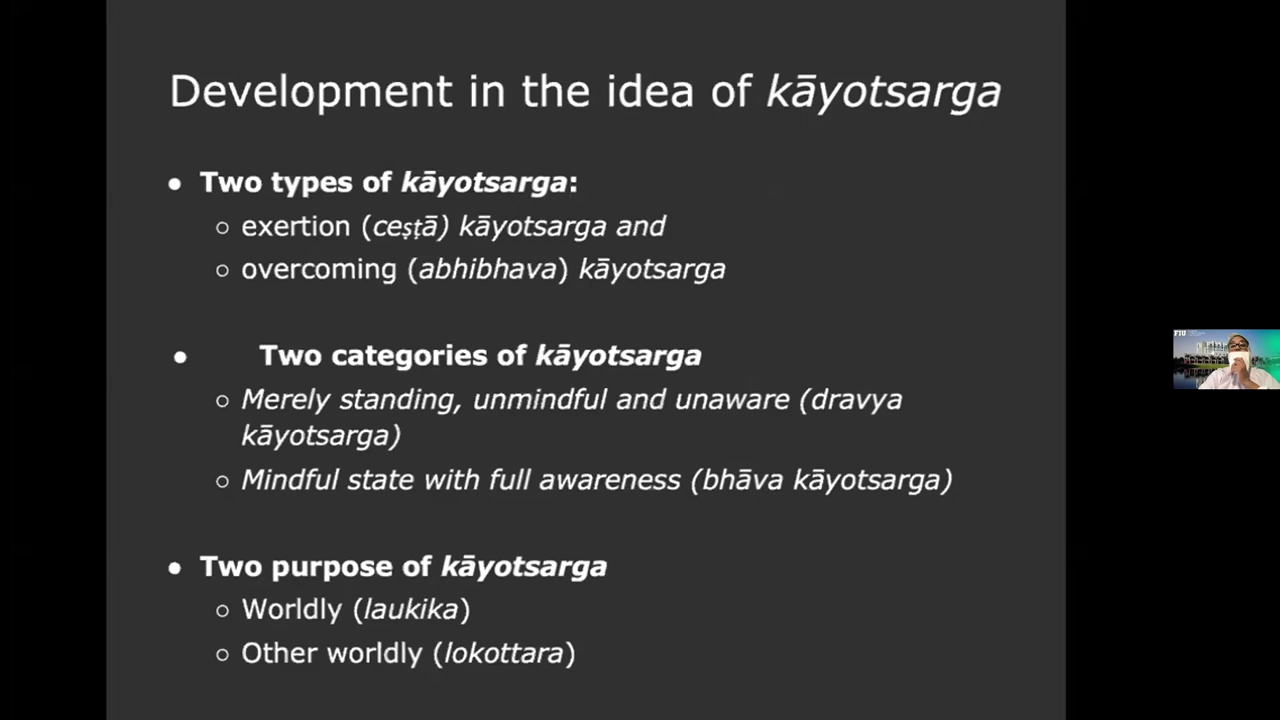 Development in the idea of kāyotsarga
● Two types of kāyotsarga:
○ exertion (ceṣṭā) kāyotsarga and
○ overcoming (abhibhava) kāyotsarga
● Two categories of kāyotsarga
○ Merely standing, unmindful and unaware (dravya
kāyotsarga)
○ Mindful state with full awareness (bhāva kāyotsarga)
● Two purpose of kāyotsarga
○ Worldly (laukika)
○ Other worldly (lokottara)
FIU